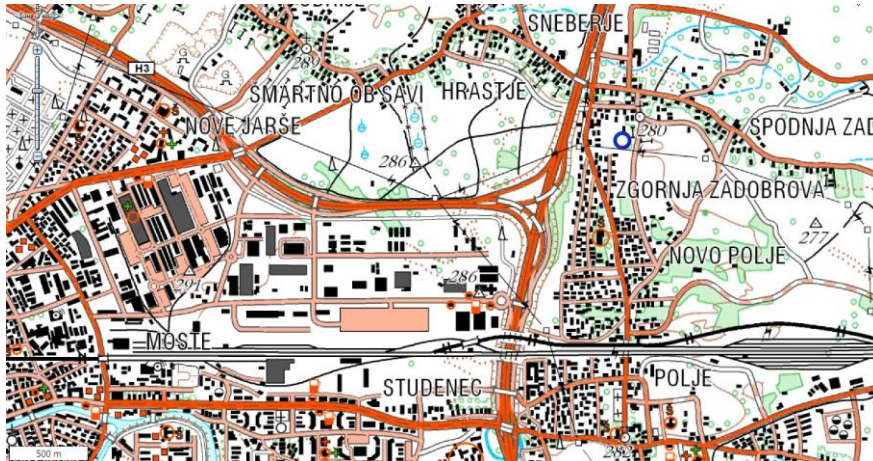 SNEBERJE
289
H3
G
ŠMARTNO OB SAVI
HRASTJE
NOVE JARŠE
286
280
SPODNJA ZAD
ZGORNJA ZADOBROVA
277
NOVO POLJE
291
286
MOSTE
STUDENEC
POLJE
282
500 m